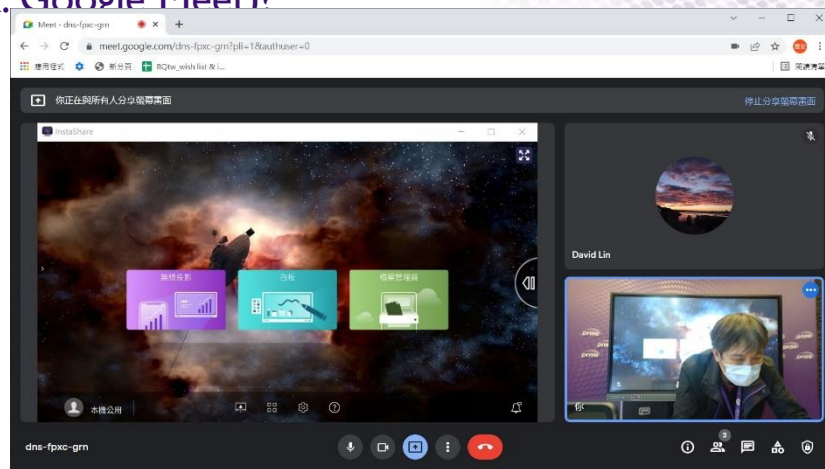 . Google Meet):
Meet - dns-fpxc-grn
meet.google.com/dns-fpxc-grn?pli=1&authuser=0
應用程式
新分頁
BQtw_wish list & i...
閱讀清單
你正在與所有人分享螢幕畫面
停止分享螢幕畫面
InstaShare
無線投影
白板
檔案管理員
本機公用
David Lin
你
dns-fpxc-grn
3